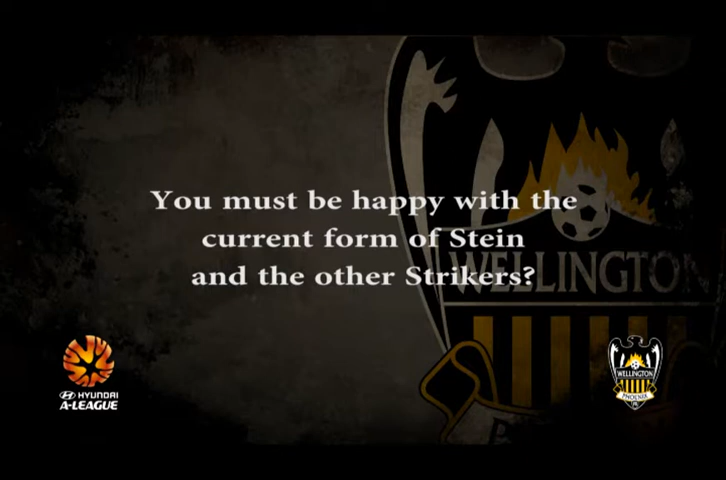 You must be happy with the
current form of Stein
and the other Strikers?
WELLINGTON
HYUNDAI
A-LEAGUE
WELLINGTON
PHOENIX